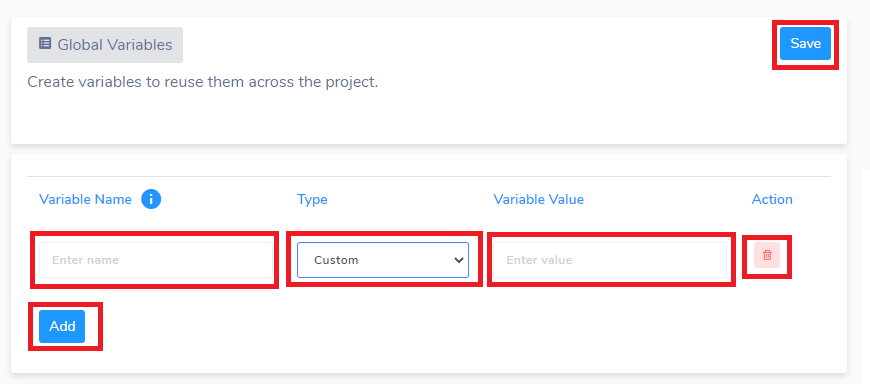 Global Variables
Save
Create variables to reuse them across the project.
Variable Name i Type Variable Value Action
Enter name Custom Enter value
Add